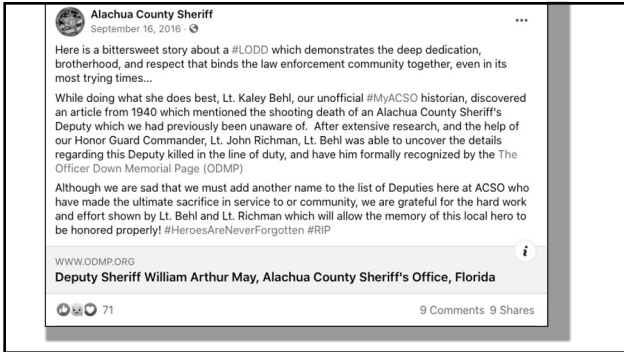 Alachua County Sheriff
September 16, 2016 ·
Here is a bittersweet story about a #LODD which demonstrates the deep dedication,
brotherhood, and respect that binds the law enforcement community together, even in its
most trying times...
While doing what she does best, Lt. Kaley Behl, our unofficial #MyACSO historian, discovered
an article from 1940 which mentioned the shooting death of an Alachua County Sheriff's
Deputy which we had previously been unaware of. After extensive research, and the help of
our Honor Guard Commander, Lt. John Richman, Lt. Behl was able to uncover the details
regarding this Deputy killed in the line of duty, and have him formally recognized by the The
Officer Down Memorial Page (ODMP)
Although we are sad that we must add another name to the list of Deputies here at ACSO who
have made the ultimate sacrifice in service to or community, we are grateful for the hard work
and effort shown by Lt. Behl and Lt. Richman which will allow the memory of this local hero to
be honored properly! #HeroesAreNeverForgotten #RIP
WWW.ODMP.ORG
Deputy Sheriff William Arthur May, Alachua County Sheriff's Office, Florida
71 9 Comments 9 Shares